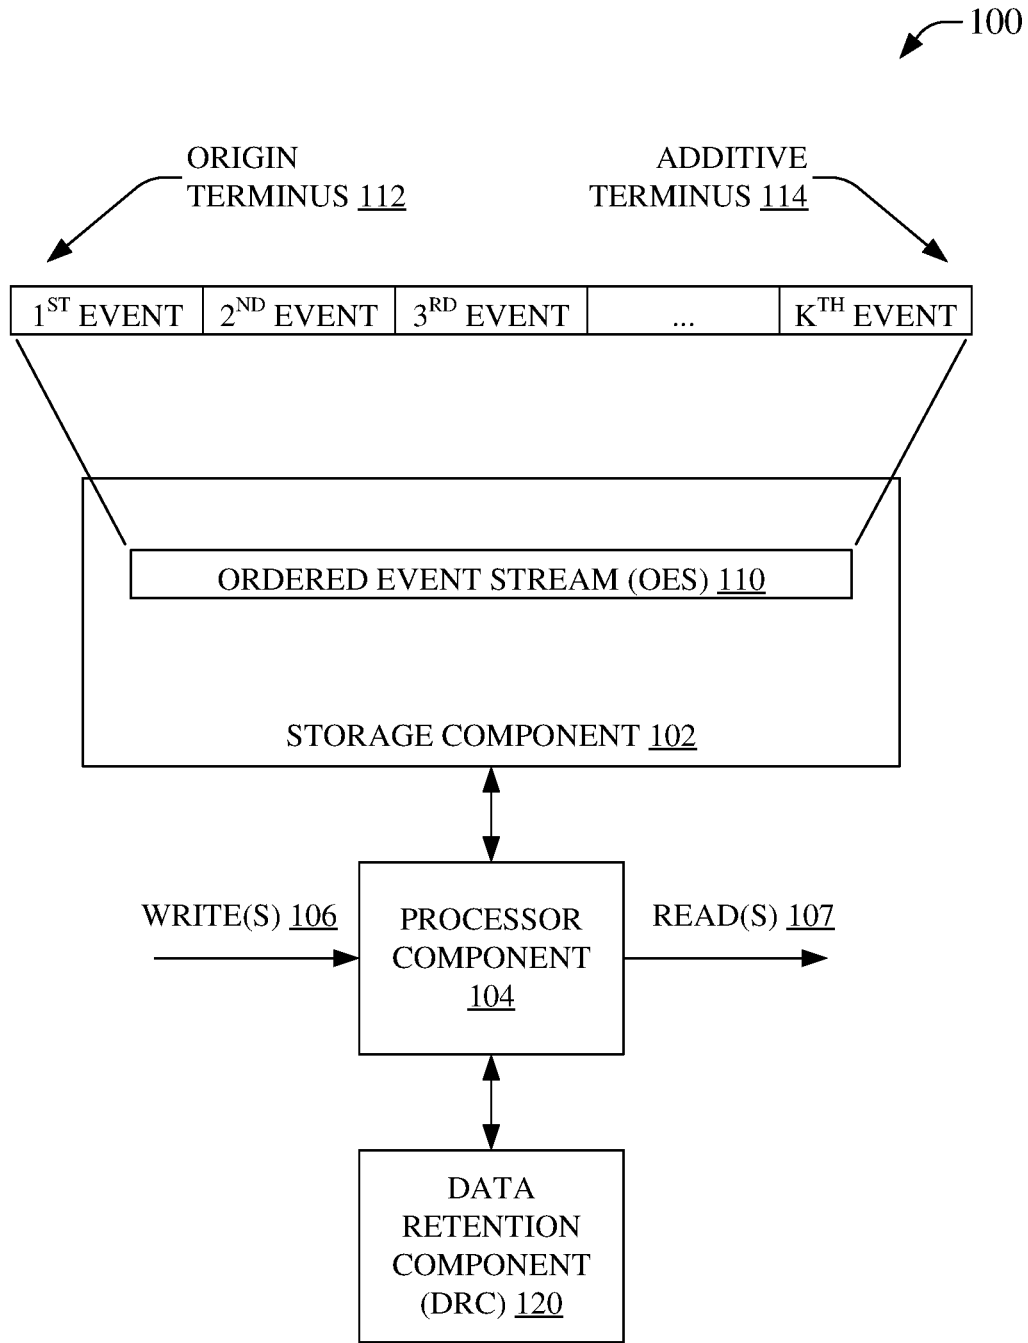 100
ORIGIN
TERMINUS 112
ADDITIVE
TERMINUS 114
1ST EVENT 2ND EVENT 3RD EVENT ... KTH EVENT
ORDERED EVENT STREAM (OES) 110
STORAGE COMPONENT 102
WRITE(S) 106
PROCESSOR
COMPONENT
104
READ(S) 107
DATA
RETENTION
COMPONENT
(DRC) 120